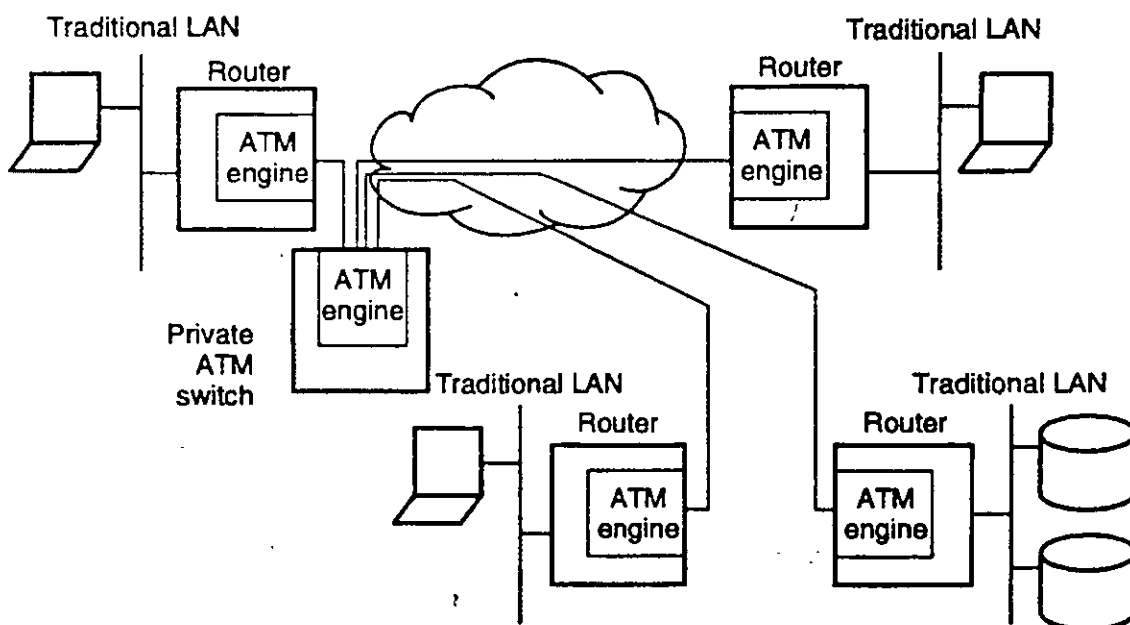 Traditional LAN
Router
ATM
engine
Traditional LAN
Router
ATM
engine
ATM
engine
Private
ATM
switch
Traditional LAN
Router
ATM
engine
Traditional LAN
Router
ATM
engine